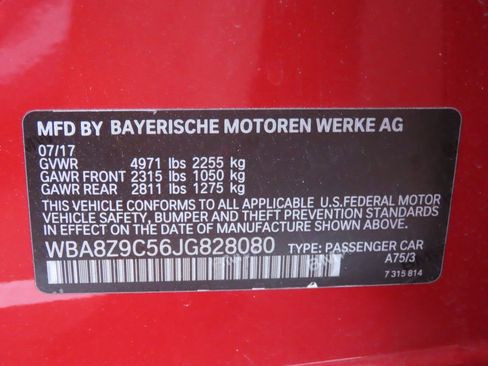 MFD BY BAYERISCHE MOTOREN WERKE AG
07/17
GVWR 4971 lbs 2255 kg
GAWR FRONT 2315 lbs 1050 kg
GAWR REAR 2811 lbs 1275 kg
THIS VEHICLE CONFORMS TO ALL APPLICABLE U.S.FEDERAL MOTOR
VEHICLE SAFETY, BUMPER AND THEFT PREVENTION STANDARDS
IN EFFECT ON THE DATE OF MANUFACTURE SHOWN ABOVE.
WBA8Z9C56JG828080 TYPE: PASSENGER CAR
A75/3
7 315 814